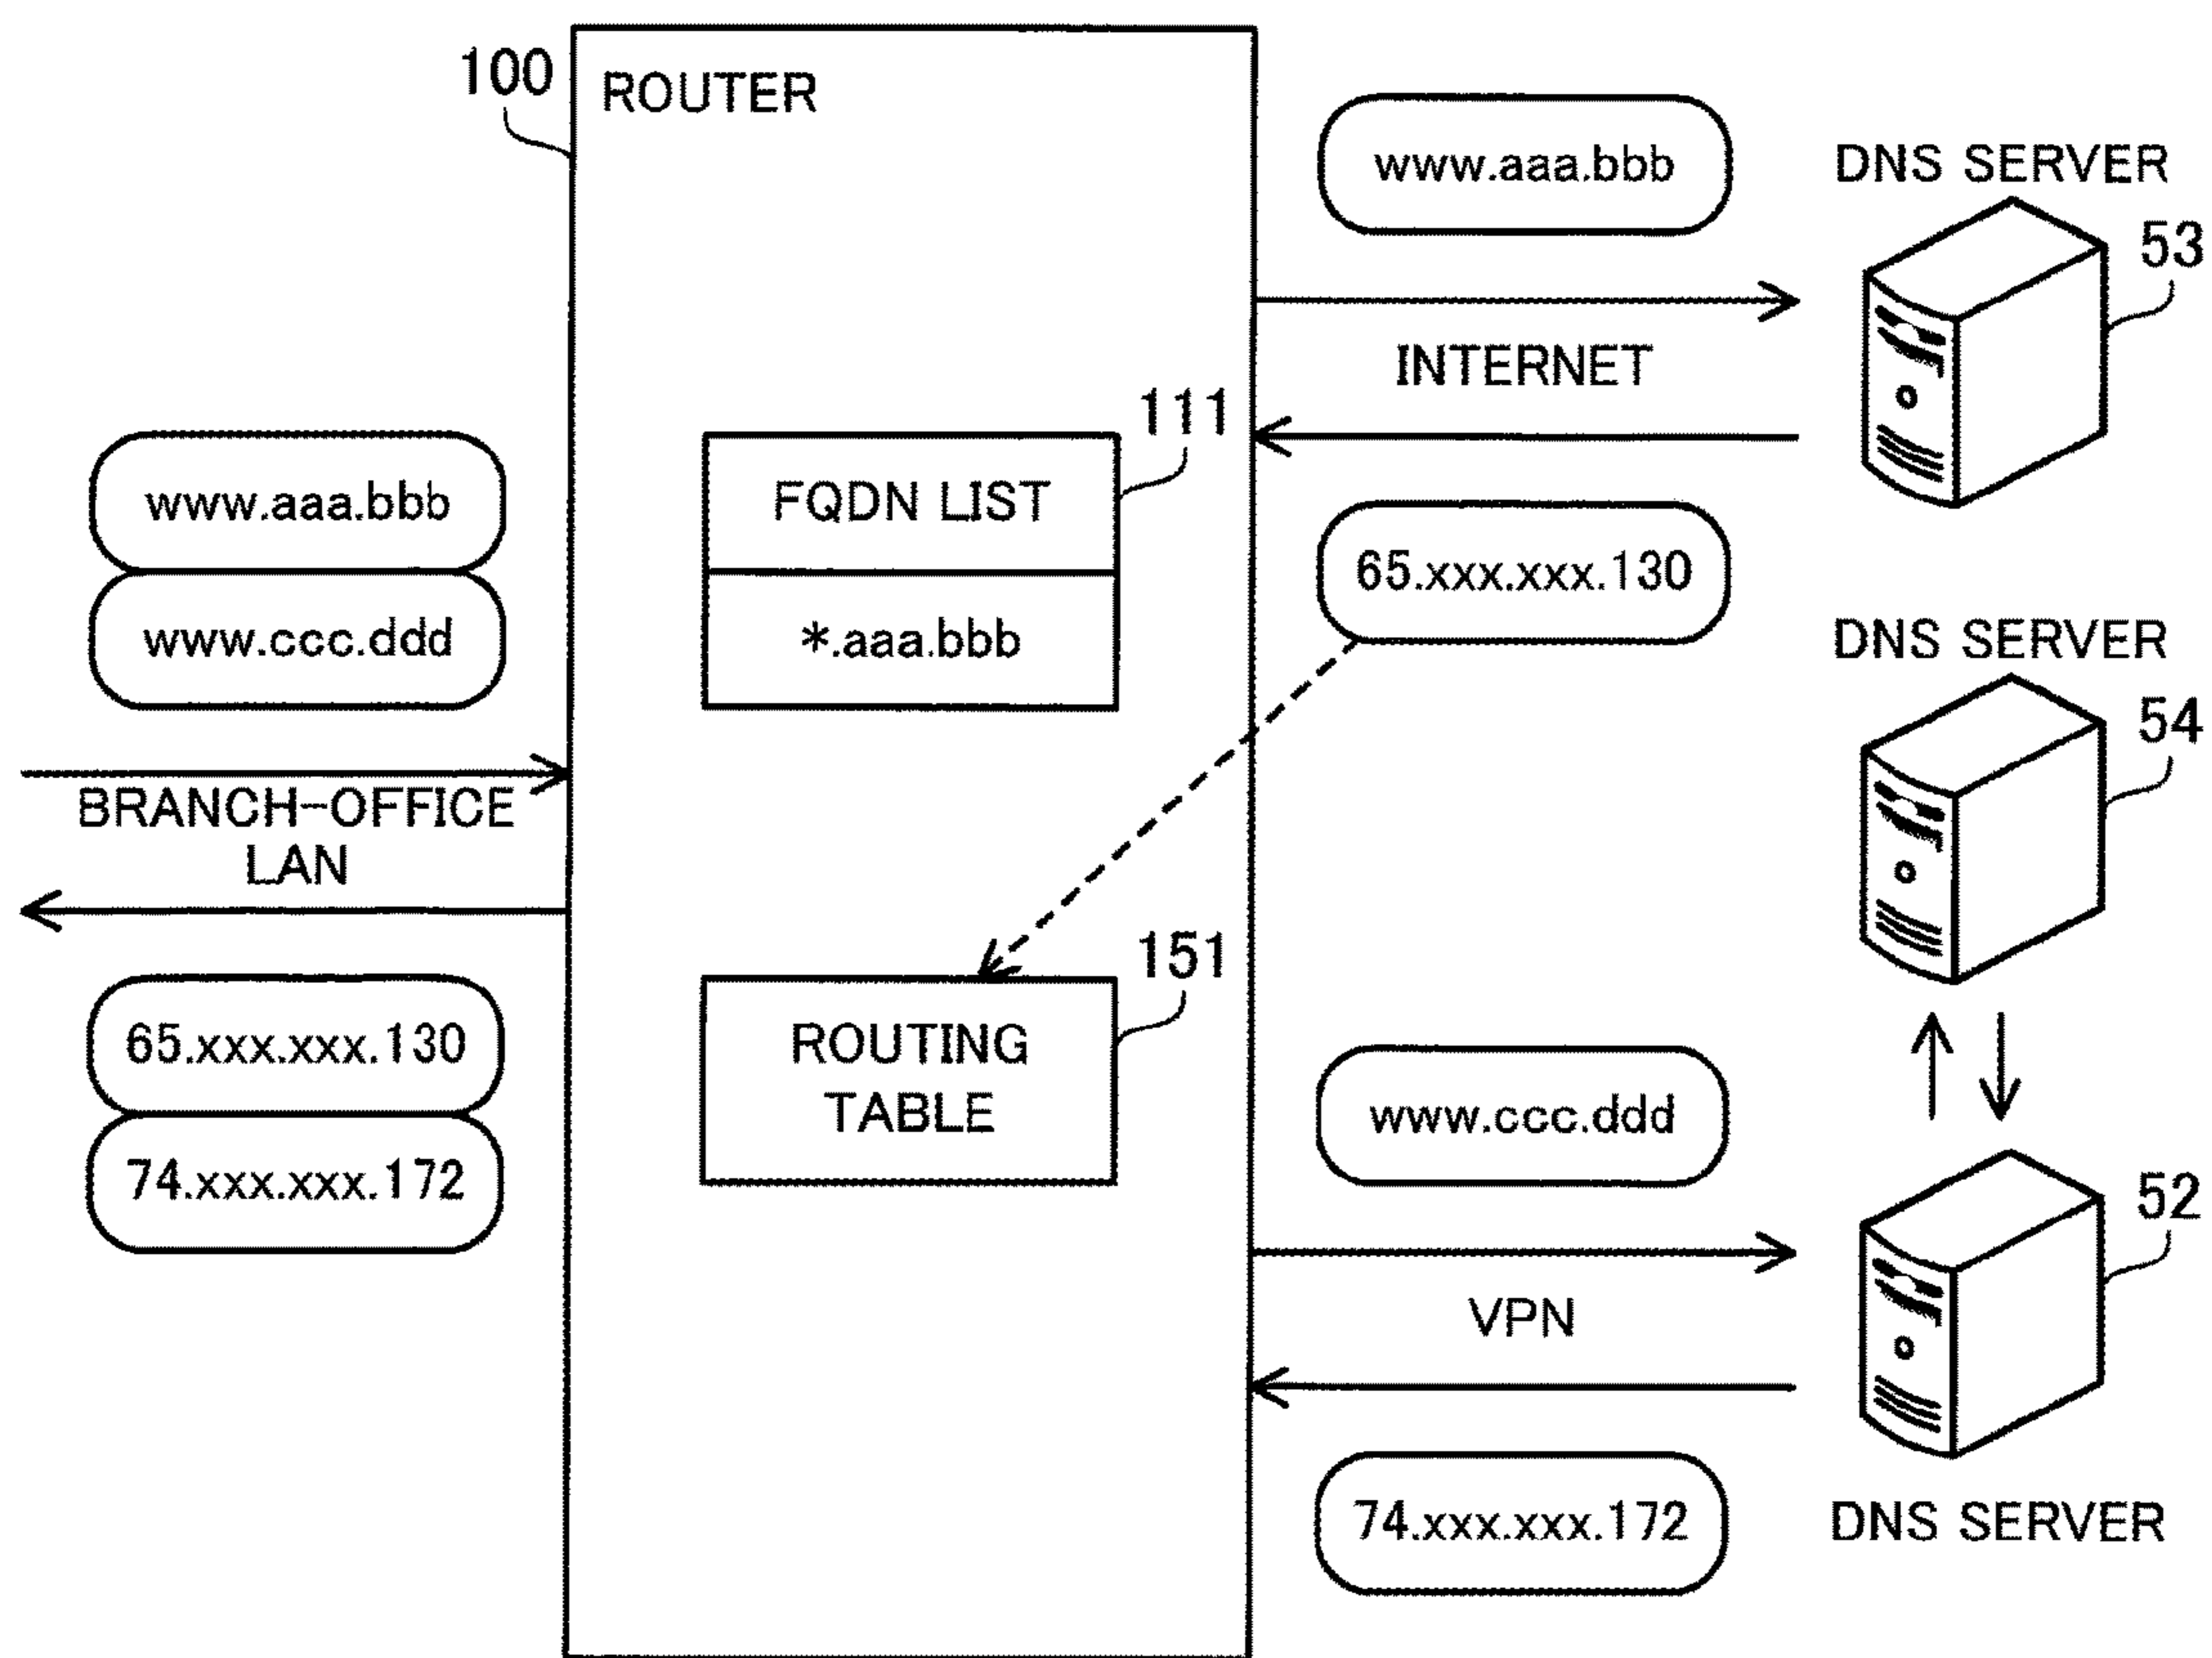 100
ROUTER
www.aaa.bbb
DNS SERVER
53
INTERNET
111
FQDN LIST
*.aaa.bbb
www.aaa.bbb
www.ccc.ddd
65.xxx.xxx.130
DNS SERVER
54
BRANCH-OFFICE
LAN
151
ROUTING
TABLE
65.xxx.xxx.130
74.xxx.xxx.172
www.ccc.ddd
52
VPN
74.xxx.xxx.172
DNS SERVER